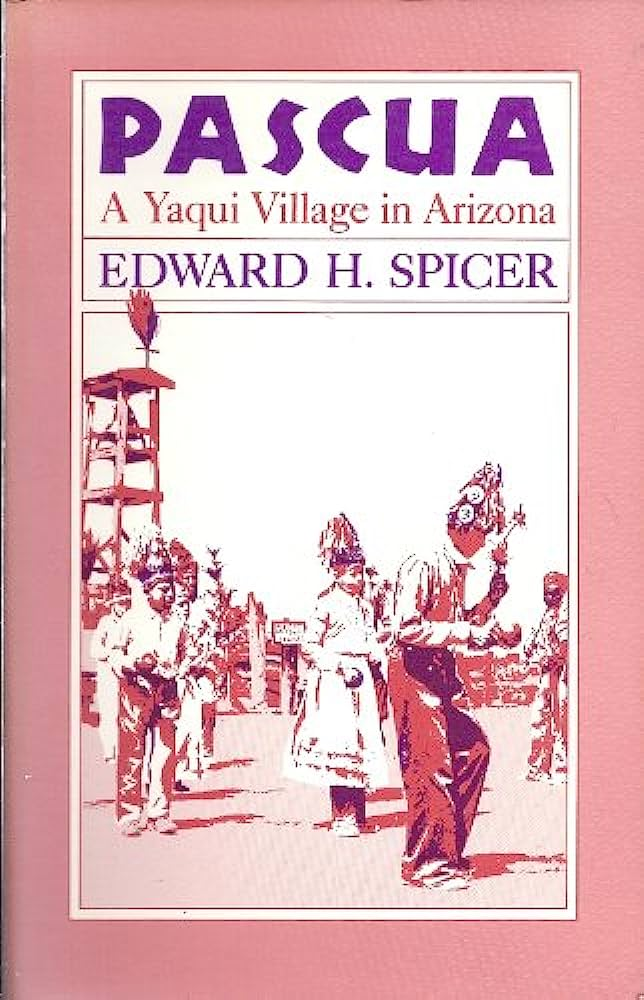 PASCUA
A Yaqui Village in Arizona
EDWARD H. SPICER